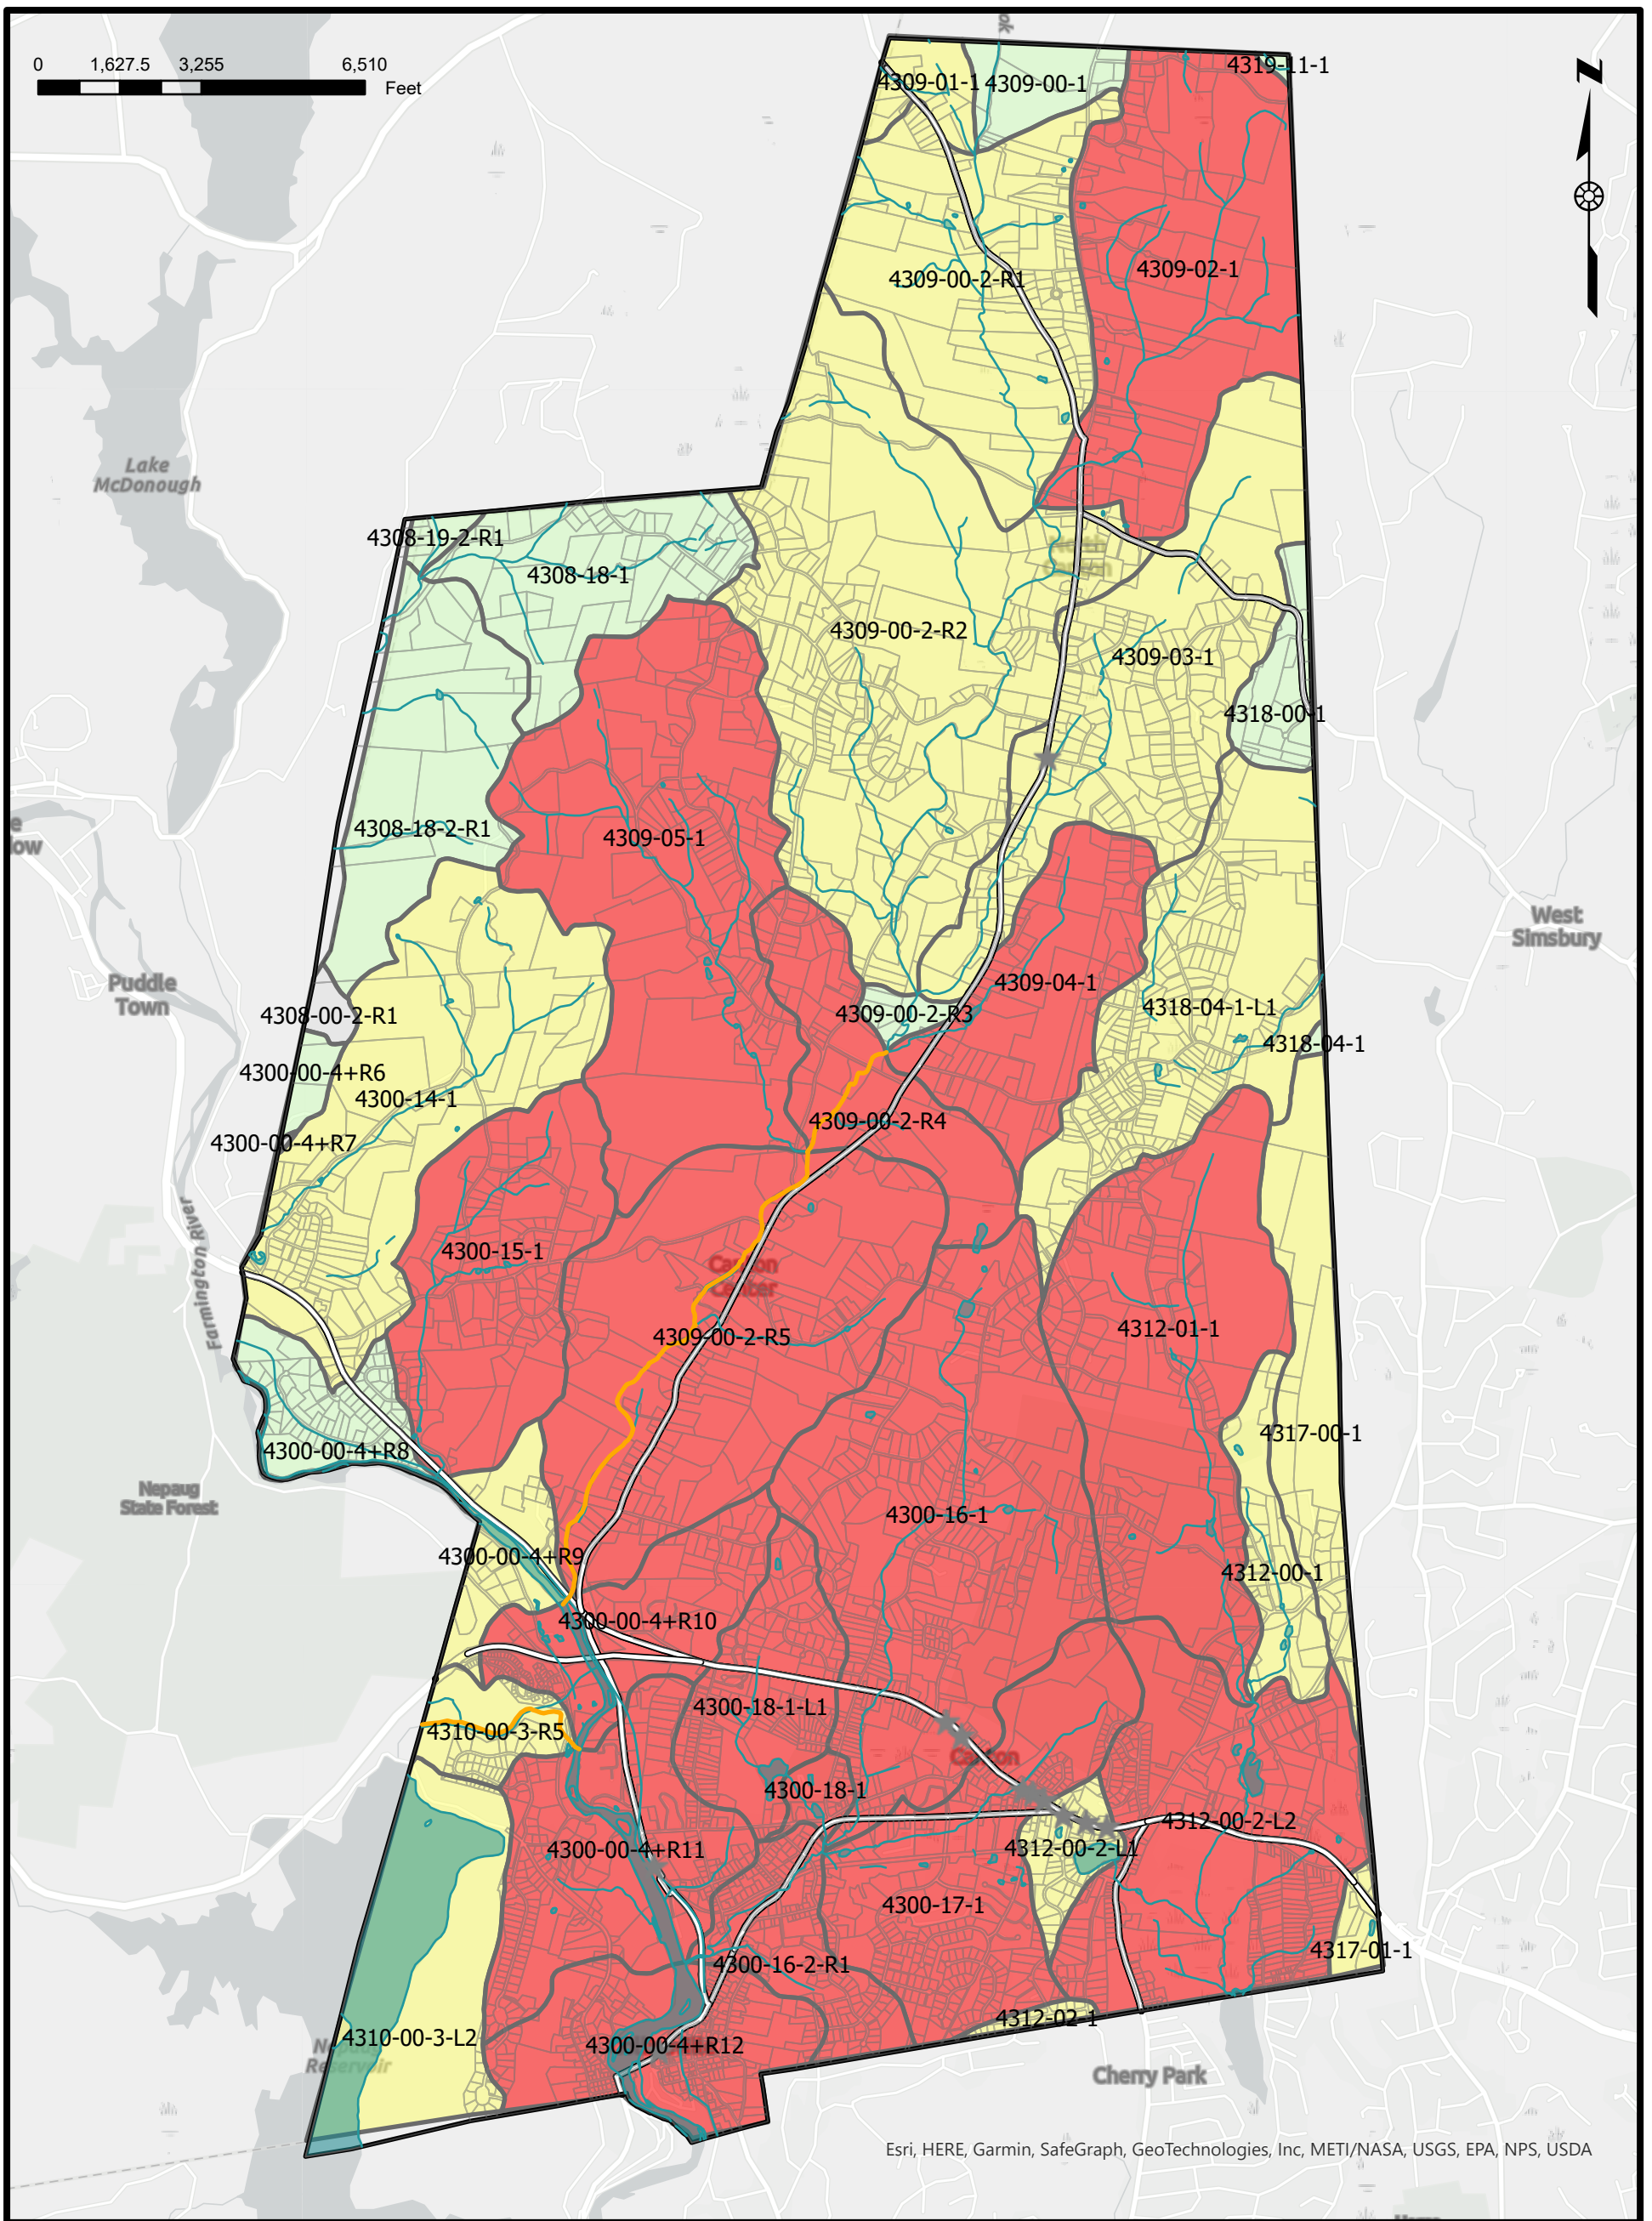 0 1,627.5 3,255 6,510
Feet
4319-11-1
4309-01-1
4309-00-1
4309-00-2-R1
4309-02-1
Lake
McDonough
4308-19-2-R1
4308-18-1
North
Canton
4309-00-2-R2
4309-03-1
4318-00-1
4308-18-2-R1
4309-05-1
West
Simsbury
Puddle
Town
4309-04-1
4318-04-1-L1
4308-00-2-R1
4309-00-2-R3
4318-04-1
4300-00-4+R6
4300-14-1
4309-00-2-R4
4300-00-4+R7
Farmington River
4300-15-1
Canton
Center
4309-00-2-R5
4312-01-1
4317-00-1
4300-00-4+R8
Nepaug
State Forest
4300-16-1
4300-00-4+R9
4312-00-1
4300-00-4+R10
4300-18-1-L1
4310-00-3-R5
Canton
4300-18-1
4312-00-2-L2
4300-00-4+R11
4312-00-2-L1
4300-17-1
4317-01-1
4300-16-2-R1
4312-02-1
4310-00-3-L2
4300-00-4+R12
Nepaug
Reservoir
Cherry Park
Esri, HERE, Garmin, SafeGraph, GeoTechnologies, Inc, METI/NASA, USGS, EPA, NPS, USDA